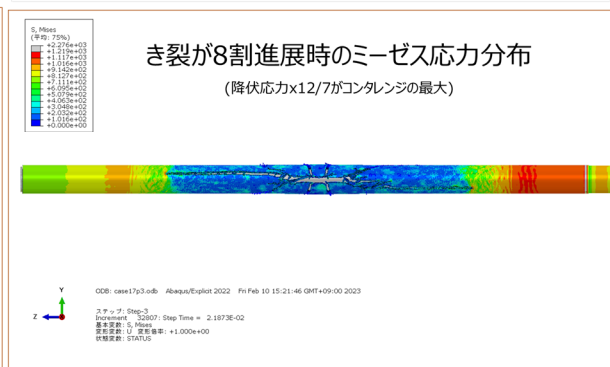 S, Mises
(平均: 75%)
+2.276e+03
+1.219e+03
+1.117e+03
+1.016e+03
+9.142e+02
+8.127e+02
+7.111e+02
+6.095e+02
+5.079e+02
+4.063e+02
+3.048e+02
+2.032e+02
+1.016e+02
+0.000e+00
き裂が8割進展時のミーゼス応力分布
(降伏応力x12/7がコンタレンジの最大)
Y
Z
ODB: case17p3.odb Abaqus/Explicit 2022 Fri Feb 10 15:21:46 GMT+09:00 2023
ステップ: Step-3
Increment 32807: Step Time = 2.1873E-02
基本変数: S, Mises
変形変数: U 変形倍率: +1.000e+00
状態変数: STATUS